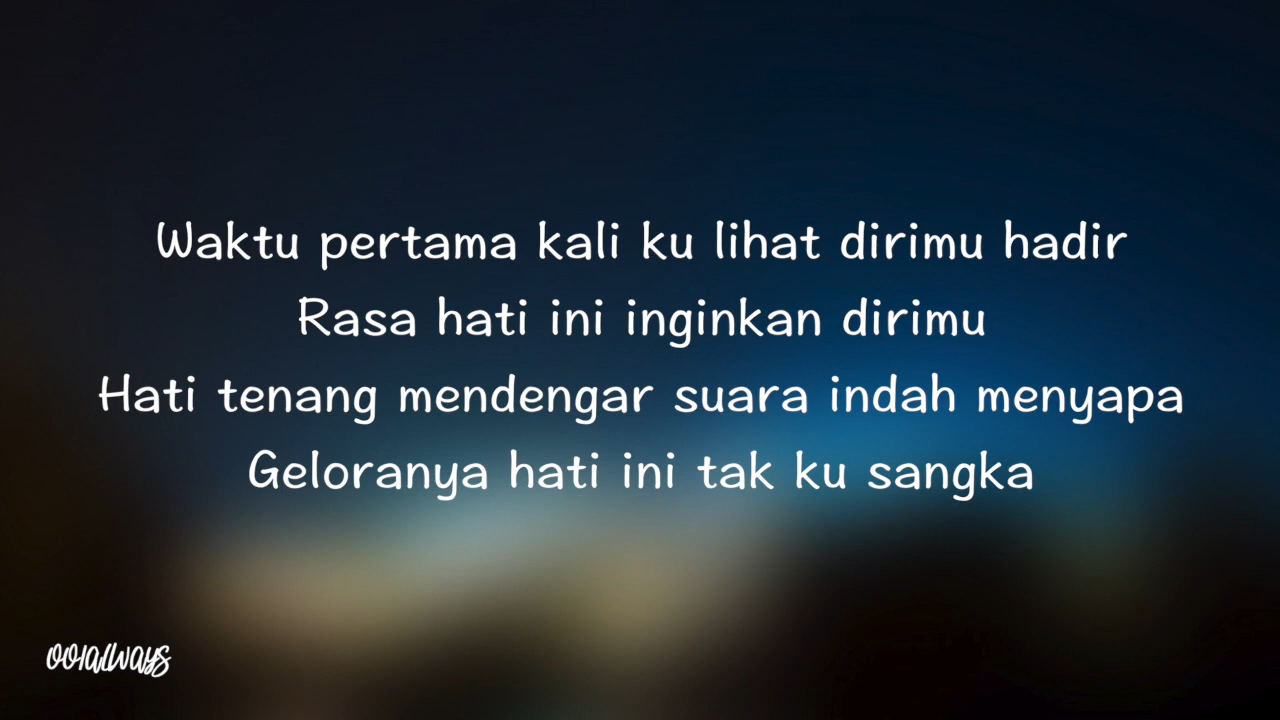 Waktu pertama kali ku lihat dirimu hadir
Rasa hati ini inginkan dirimu
Hati tenang mendengar suara indah menyapa
Geloranya hati ini tak ku sangka
001always